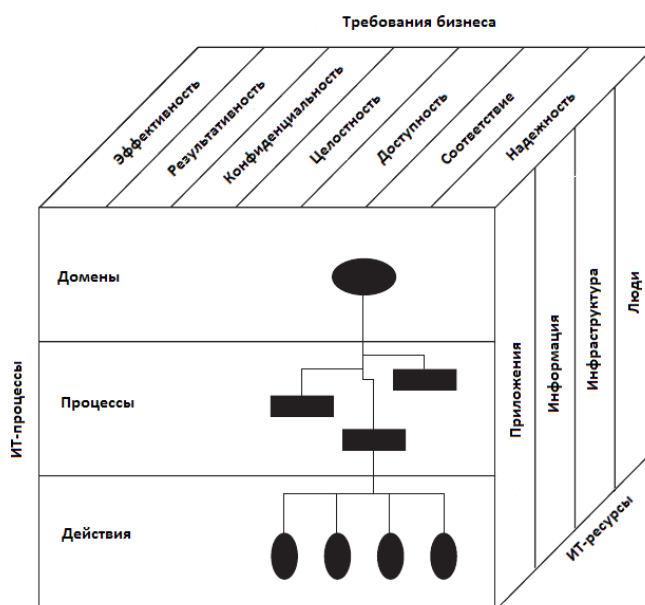 Требования бизнеса
Эффективность
Результативность
Конфиденциальность
Целостность
Доступность
Соответствие
Надежность
ИТ-процессы
Домены
Процессы
Действия
Приложения
Информация
Инфраструктура
Люди
ИТ-ресурсы